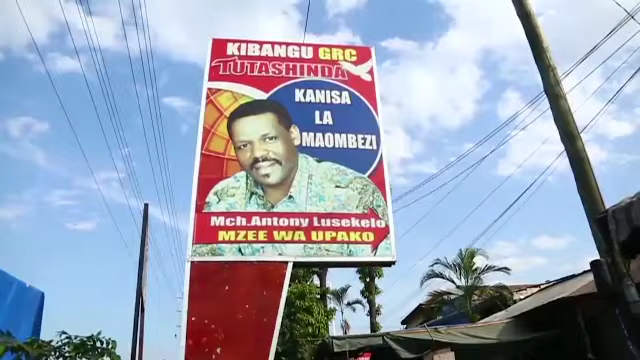 KIBANGU GRC
TUTASHINDA
KANISA
LA
MAOMBEZI
Mch.Antony Lusekelo
MZEE WA UPAKO